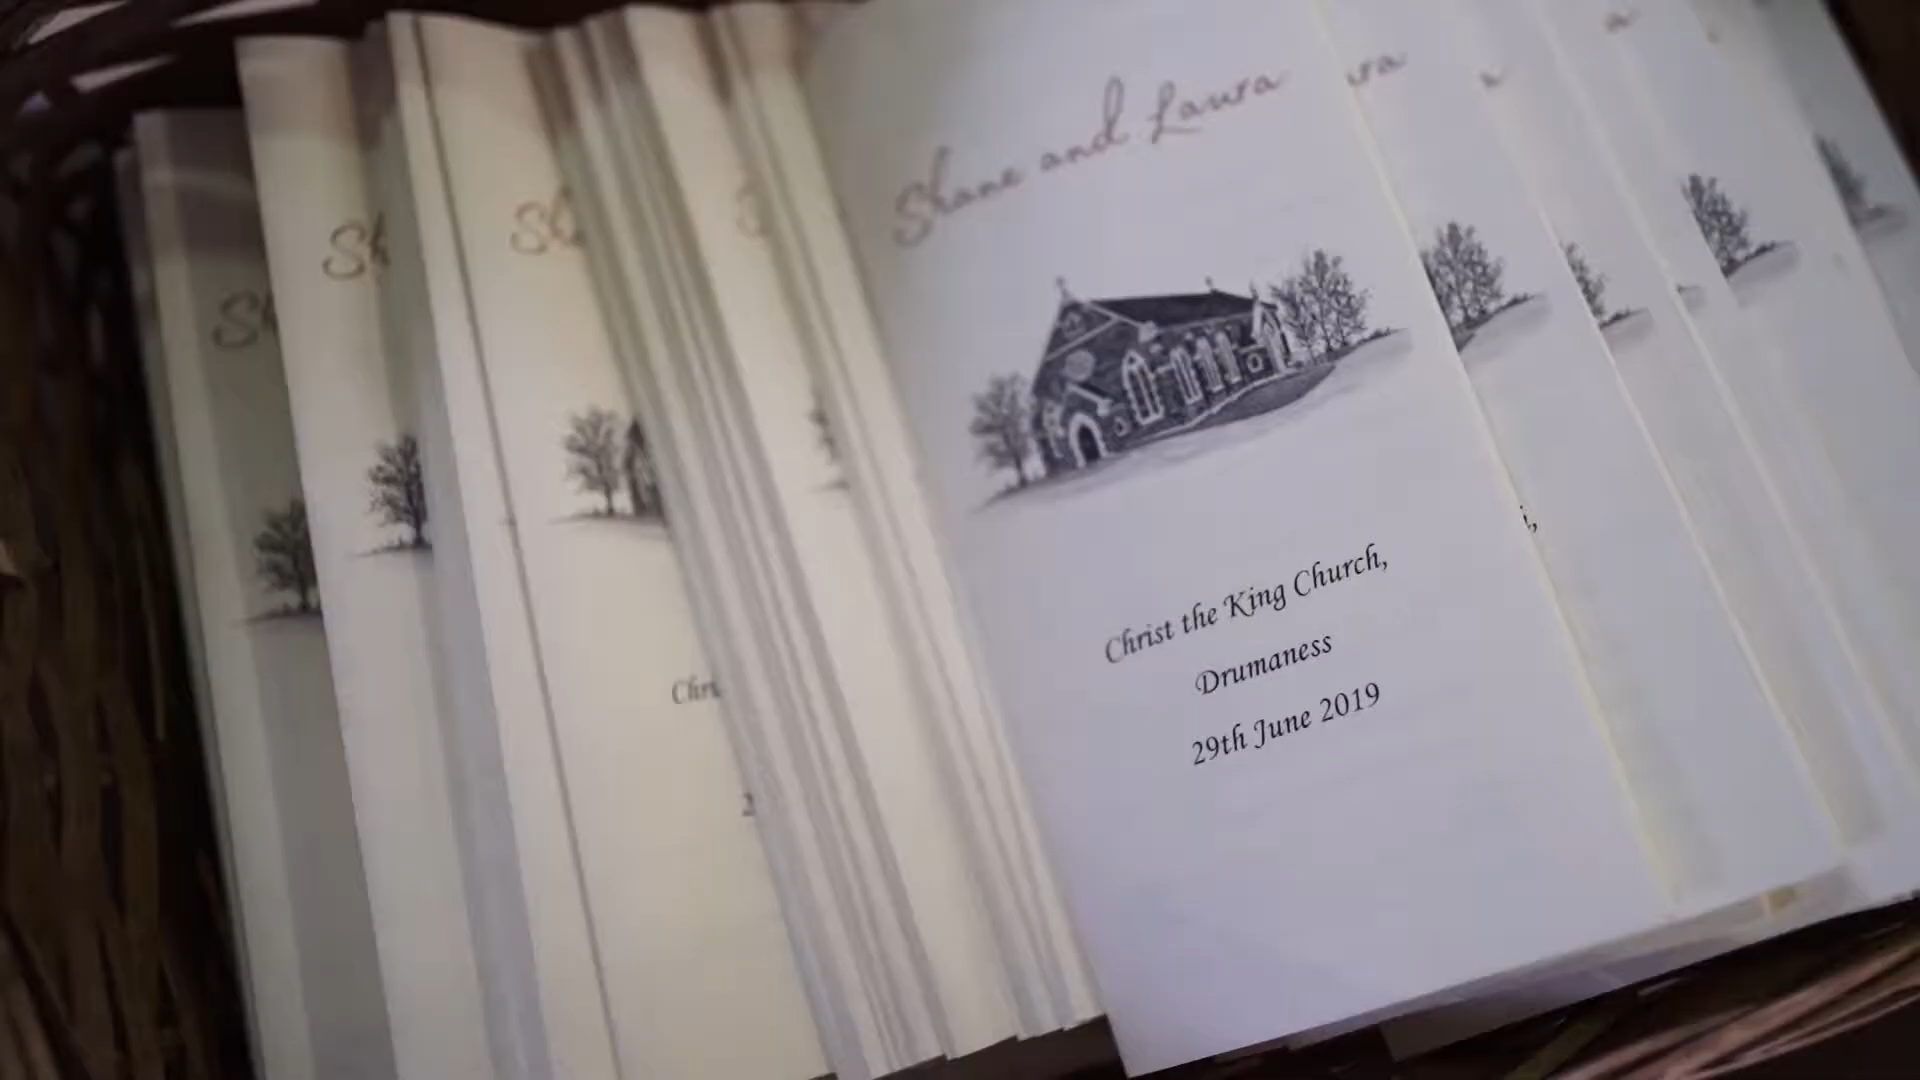 Shane and Laura
Christ the King Church,
Drumaness
29th June 2019